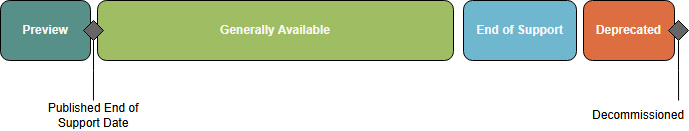 Preview
Generally Available
End of Support
Deprecated
Published End of
Support Date
Decommissioned